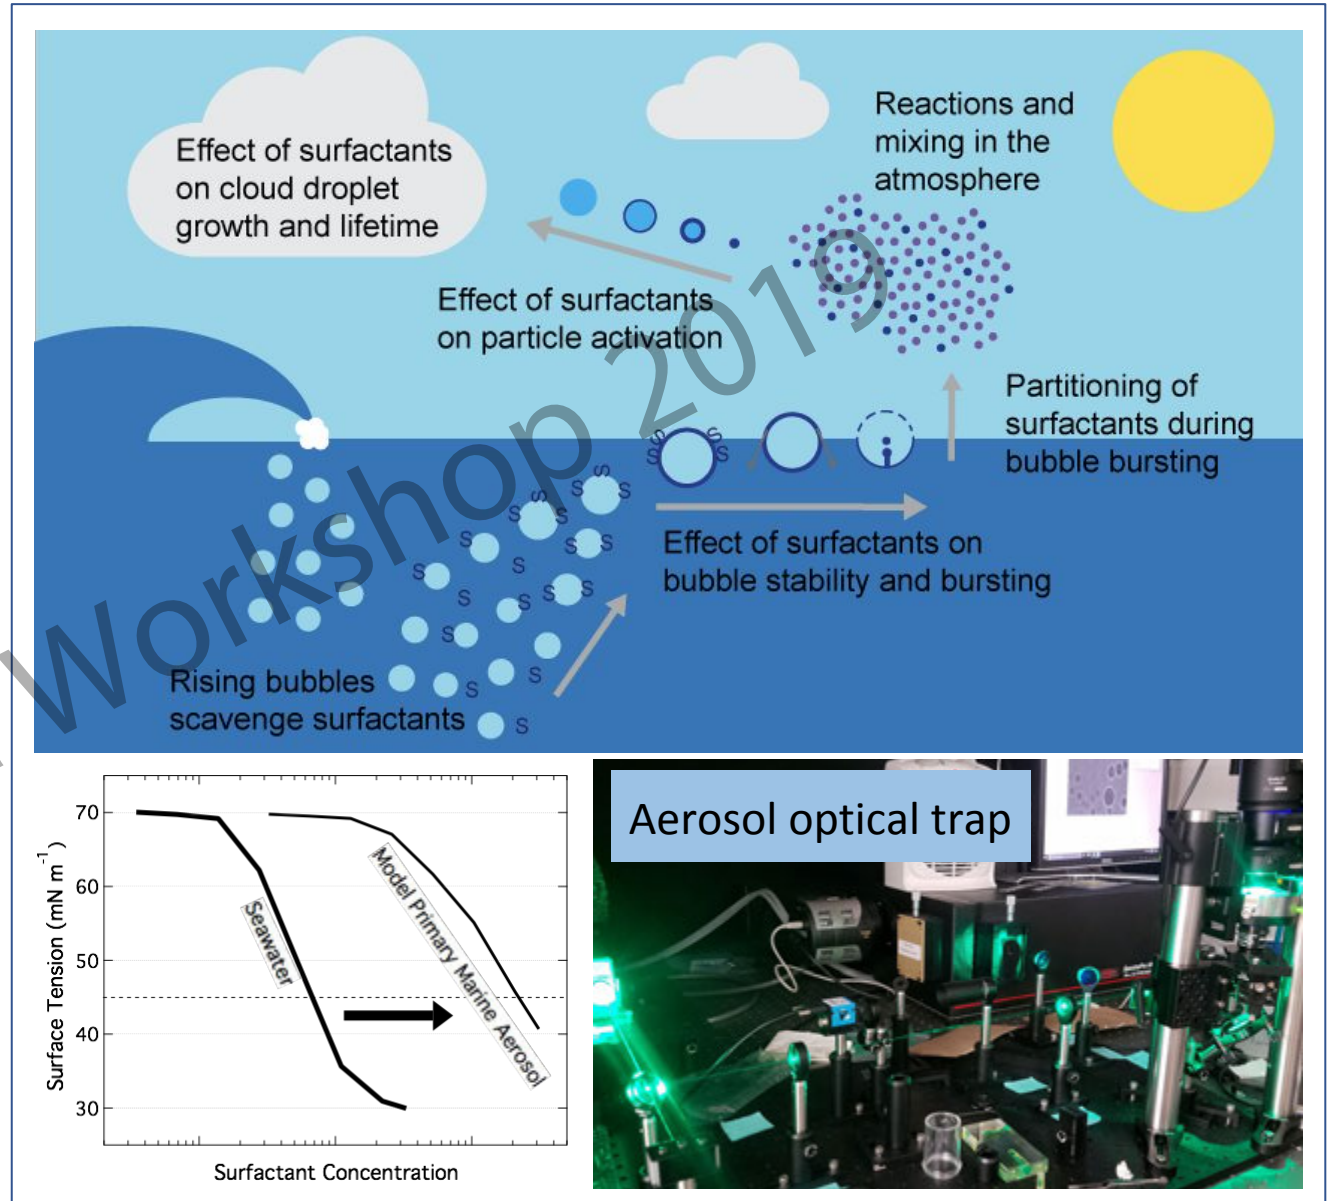 Effect of surfactants
on cloud droplet
growth and lifetime
Reactions and
mixing in the
atmosphere
Effect of surfactants
on particle activation
Workshop 2019
Partitioning of
surfactants during
bubble bursting
S S S S
S S S S S S S S S S S S S S S S S S S
Effect of surfactants on
bubble stability and bursting
Rising bubbles
scavenge surfactants
Surface Tension (mN m⁻¹)
70
60
50
40
30
Seawater
Model Primary Marine Aerosol
Surfactant Concentration
Aerosol optical trap